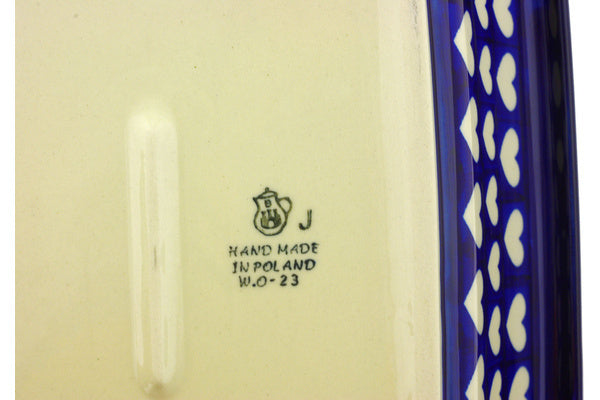 B
J
HAND MADE
IN POLAND
W.O-23